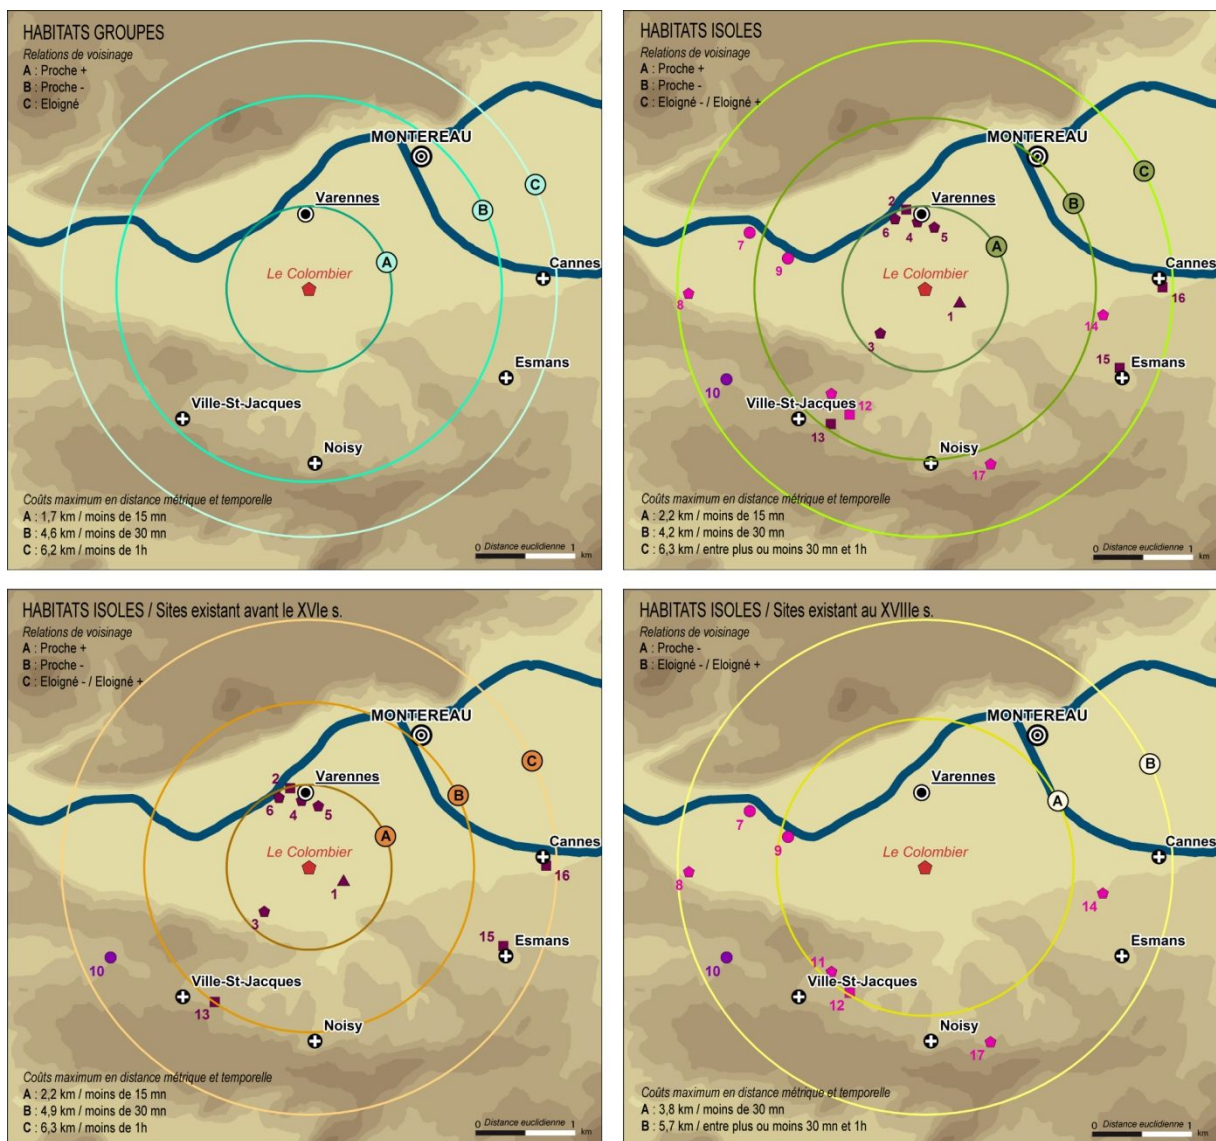 HABITATS GROUPES
Relations de voisinage
A : Proche +
B : Proche -
C : Eloigné
MONTEREAU
C
B
Varennes
A
Cannes
Le Colombier
Esmans
Ville-St-Jacques
Noisy
Coûts maximum en distance métrique et temporelle
A : 1,7 km / moins de 15 mn
B : 4,6 km / moins de 30 mn
C : 6,2 km / moins de 1h
0 Distance euclidienne 1
km
HABITATS ISOLES
Relations de voisinage
A : Proche +
B : Proche -
C : Eloigné - / Eloigné +
MONTEREAU
C
B
2
Varennes
6
4
5
7
A
9
Cannes
Le Colombier
16
8
1
14
3
15
Esmans
10
Ville-St-Jacques
12
13
Noisy
17
Coûts maximum en distance métrique et temporelle
A : 2,2 km / moins de 15 mn
B : 4,2 km / moins de 30 mn
C : 6,3 km / entre plus ou moins 30 mn et 1h
0 Distance euclidienne 1
km
HABITATS ISOLES / Sites existant avant le XVIe s.
Relations de voisinage
A : Proche +
B : Proche -
C : Eloigné - / Eloigné +
MONTEREAU
C
2
Varennes
B
6
4
5
A
Cannes
Le Colombier
16
1
3
15
Esmans
10
Ville-St-Jacques
13
Noisy
Coûts maximum en distance métrique et temporelle
A : 2,2 km / moins de 15 mn
B : 4,9 km / moins de 30 mn
C : 6,3 km / moins de 1h
0 Distance euclidienne 1
km
HABITATS ISOLES / Sites existant au XVIIIe s.
Relations de voisinage
A : Proche -
B : Eloigné - / Eloigné +
MONTEREAU
B
Varennes
A
7
9
Cannes
Le Colombier
8
14
Esmans
10
11
Ville-St-Jacques
12
Noisy
17
Coûts maximum en distance métrique et temporelle
A : 3,8 km / moins de 30 mn
B : 5,7 km / entre plus ou moins 30 mn et 1h
0 Distance euclidienne 1
km